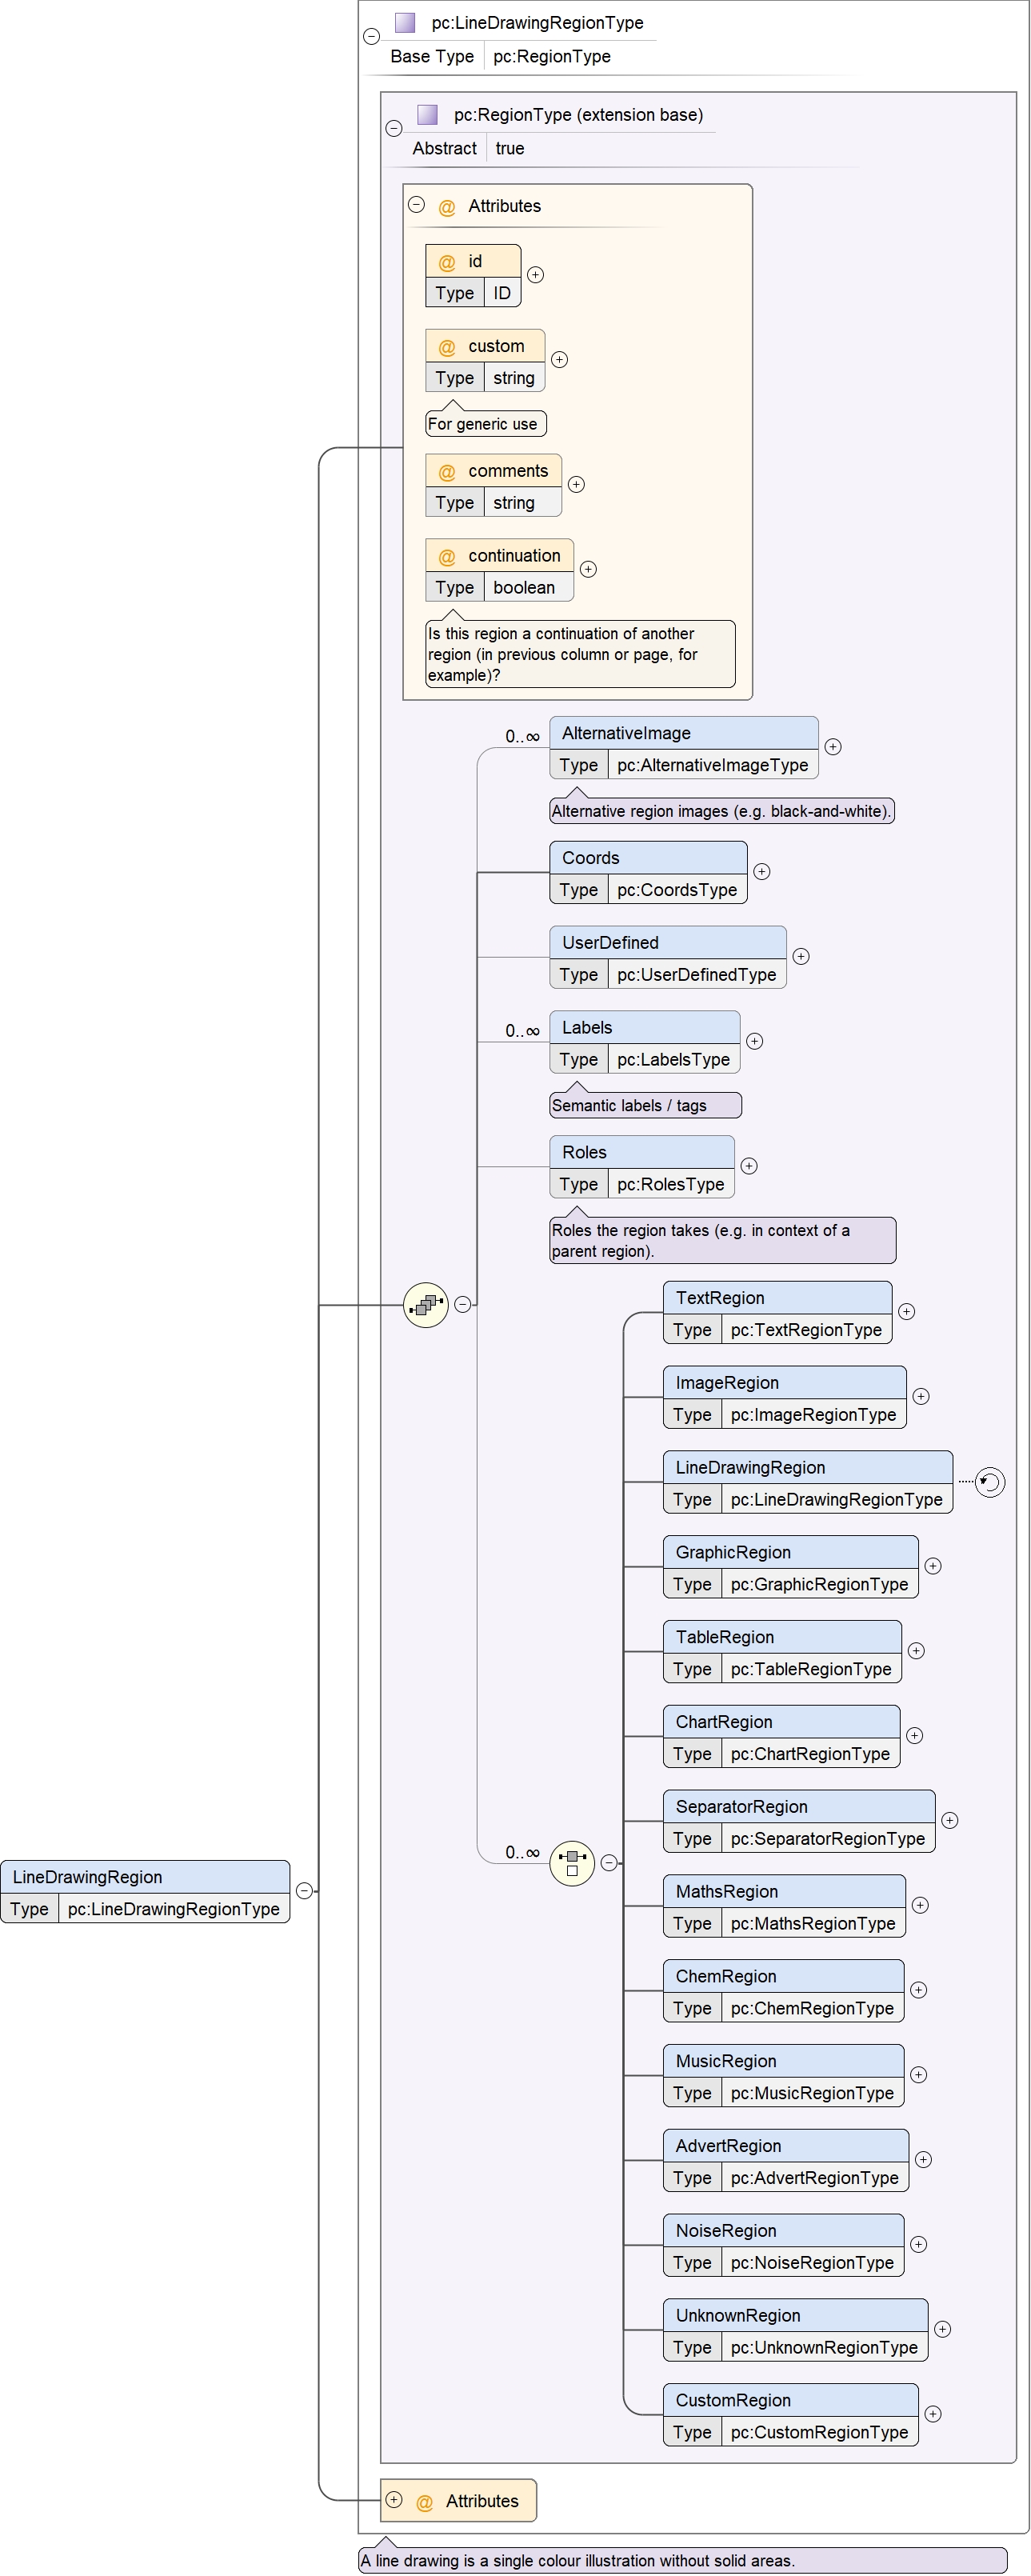 pc:LineDrawingRegionType
Base Type pc:RegionType
pc:RegionType (extension base)
Abstract true
@ Attributes
@ id
Type ID
@ custom
Type string
For generic use
@ comments
Type string
@ continuation
Type boolean
Is this region a continuation of another
region (in previous column or page, for
example)?
0..∞ AlternativeImage
Type pc:AlternativeImageType
Alternative region images (e.g. black-and-white).
Coords
Type pc:CoordsType
UserDefined
Type pc:UserDefinedType
0..∞ Labels
Type pc:LabelsType
Semantic labels / tags
Roles
Type pc:RolesType
Roles the region takes (e.g. in context of a
parent region).
TextRegion
Type pc:TextRegionType
ImageRegion
Type pc:ImageRegionType
LineDrawingRegion
Type pc:LineDrawingRegionType
GraphicRegion
Type pc:GraphicRegionType
TableRegion
Type pc:TableRegionType
ChartRegion
Type pc:ChartRegionType
SeparatorRegion
Type pc:SeparatorRegionType
0..∞
LineDrawingRegion
Type pc:LineDrawingRegionType
MathsRegion
Type pc:MathsRegionType
ChemRegion
Type pc:ChemRegionType
MusicRegion
Type pc:MusicRegionType
AdvertRegion
Type pc:AdvertRegionType
NoiseRegion
Type pc:NoiseRegionType
UnknownRegion
Type pc:UnknownRegionType
CustomRegion
Type pc:CustomRegionType
@ Attributes
A line drawing is a single colour illustration without solid areas.